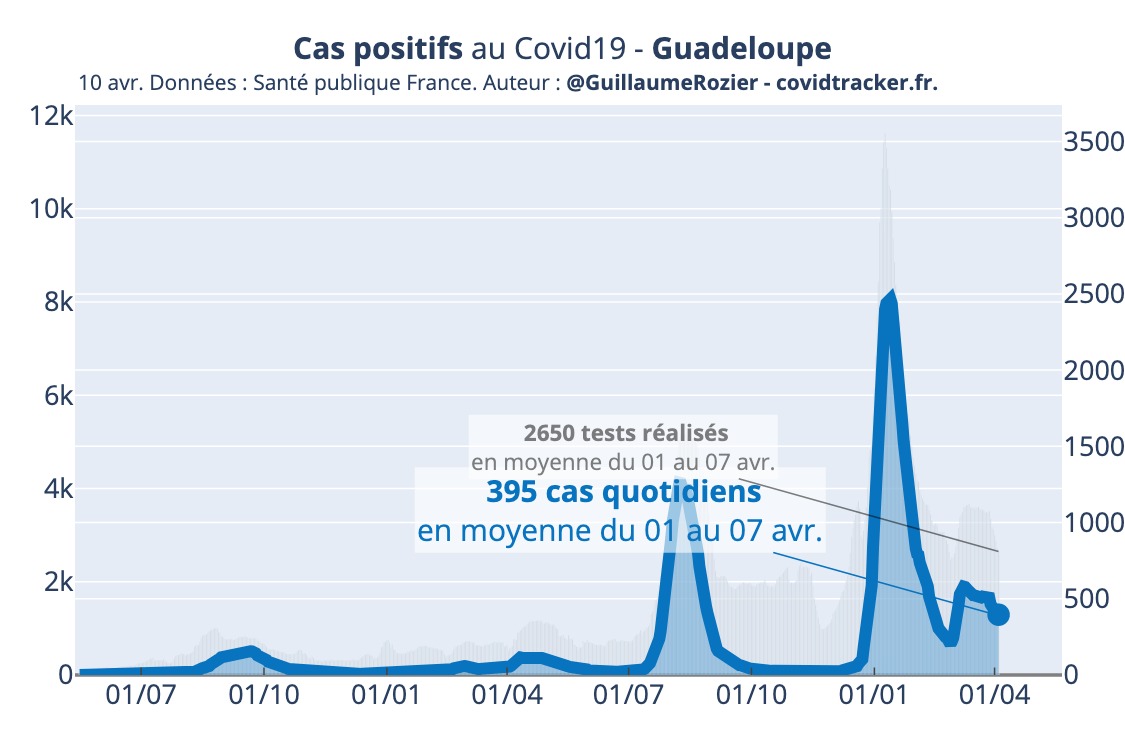 Cas positifs au Covid19 - Guadeloupe
10 avr. Données : Santé publique France. Auteur : @GuillaumeRozier - covidtracker.fr.
12k
10k
8k
6k
4k
2k
0
3500
3000
2500
2000
1500
1000
500
0
2650 tests réalisés
en moyenne du 01 au 07 avr.
395 cas quotidiens
en moyenne du 01 au 07 avr.
01/07 01/10 01/01 01/04 01/07 01/10 01/01 01/04